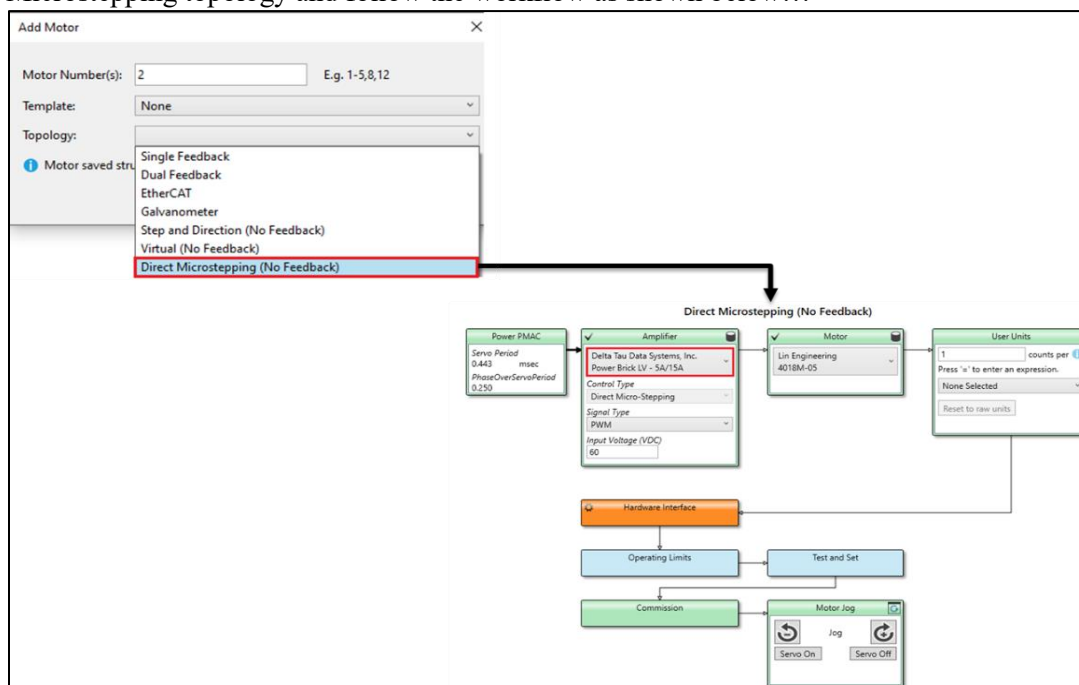 Microstepping topology and follow the workflow as shown below…
Add Motor
Motor Number(s): 2 E.g. 1-5,8,12
Template: None
Topology:
Motor saved stru
Single Feedback
Dual Feedback
EtherCAT
Galvanometer
Step and Direction (No Feedback)
Virtual (No Feedback)
Direct Microstepping (No Feedback)
Direct Microstepping (No Feedback)
Power PMAC
Servo Period
0.443 msec
PhaseOverServoPeriod
0.250
Amplifier
Delta Tau Data Systems, Inc.
Power Brick LV - 5A/15A
Control Type
Direct Micro-Stepping
Signal Type
PWM
Input Voltage (VDC)
60
Motor
Lin Engineering
4018M-05
User Units
1 counts per
Press '=' to enter an expression.
None Selected
Reset to raw units
Hardware Interface
Operating Limits
Test and Set
Commission
Motor Jog
Jog
Servo On Servo Off